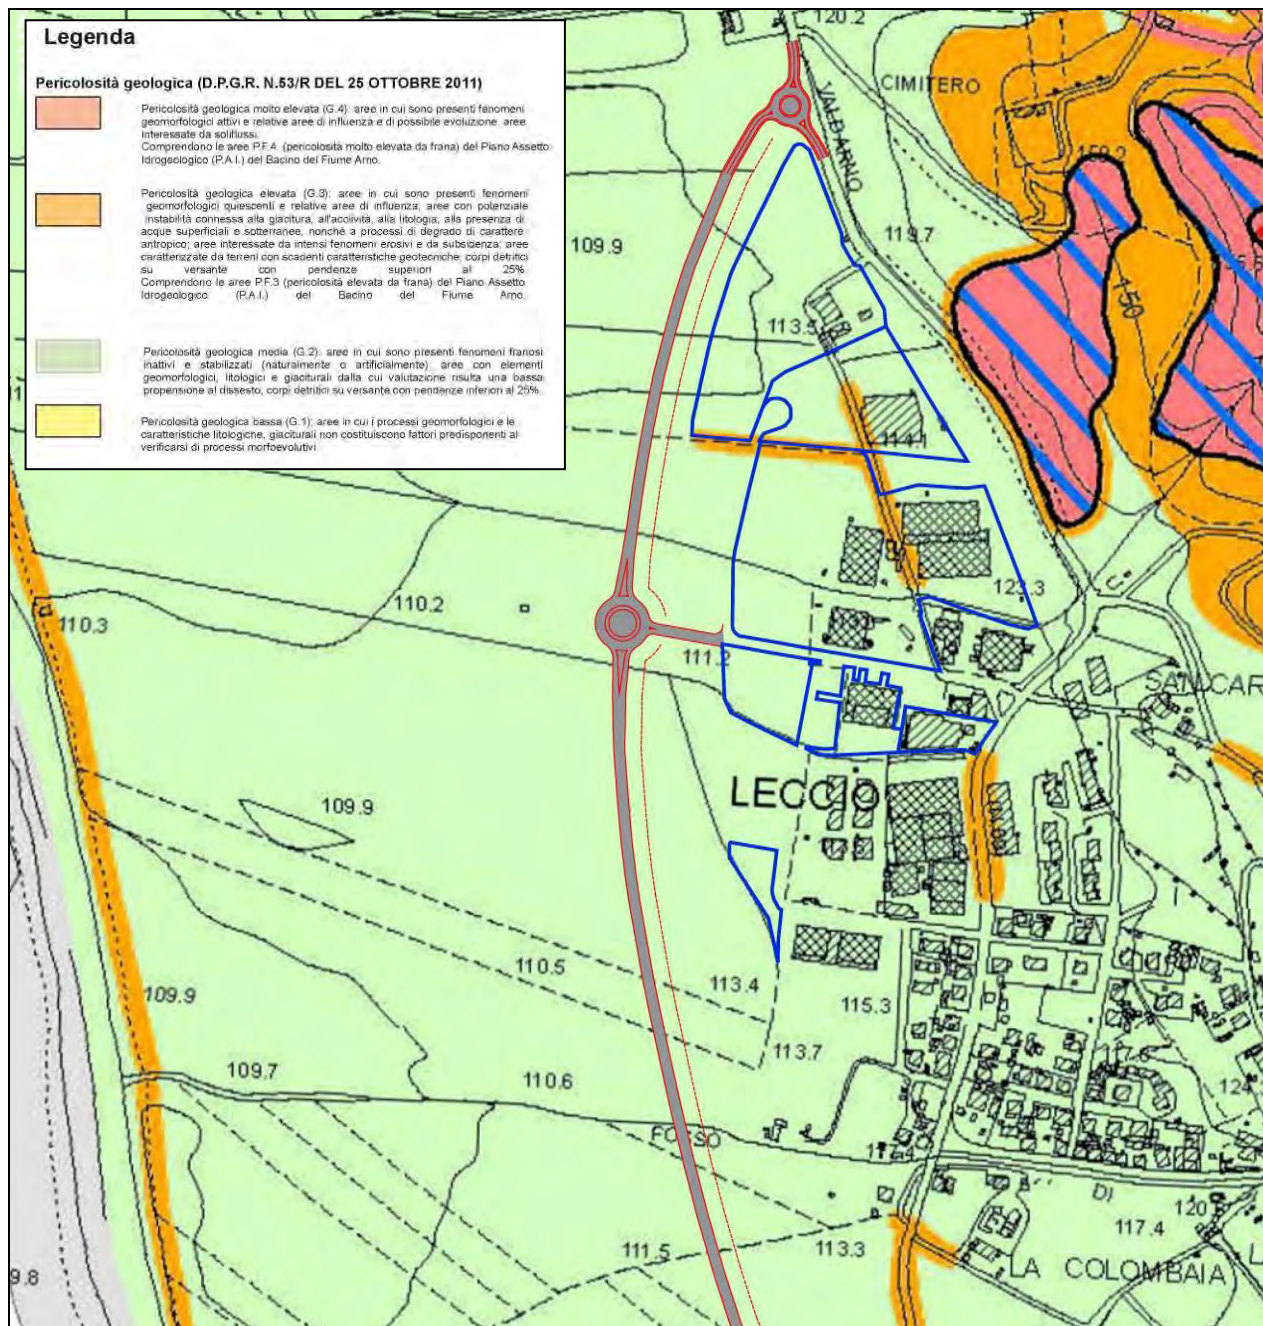 Legenda
Pericolosità geologica (D.P.G.R. N.53/R DEL 25 OTTOBRE 2011)
Pericolosità geologica molto elevata (G.4): aree in cui sono presenti fenomeni
geomorfologici attivi e relative aree di influenza e di possibile evoluzione, aree
interessate da soliflussi.
Comprendono le aree P.F.4. (pericolosità molto elevata da frana) del Piano Assetto
Idrogeologico (P.A.I.) del Bacino del Fiume Arno.
Pericolosità geologica elevata (G.3): aree in cui sono presenti fenomeni
geomorfologici quiescenti e relative aree di influenza; aree con potenziale
instabilità connessa alla giacitura, all'acclività, alla litologia, alla presenza di
acque superficiali e sotterranee, nonché a processi di degrado di carattere
antropico; aree interessate da intensi fenomeni erosivi e da subsidenza; aree
caratterizzate da terreni con scadenti caratteristiche geotecniche; corpi detritici
su versante con pendenze superiori al 25%.
Comprendono le aree P.F.3 (pericolosità elevata da frana) del Piano Assetto
Idrogeologico (P.A.I.) del Bacino del Fiume Arno.
Pericolosità geologica media (G.2): aree in cui sono presenti fenomeni franosi
inattivi e stabilizzati (naturalmente o artificialmente); aree con elementi
geomorfologici, litologici e giaciturali dalla cui valutazione risulta una bassa
propensione al dissesto; corpi detritici su versante con pendenze inferiori al 25%.
Pericolosità geologica bassa (G.1): aree in cui i processi geomorfologici e le
caratteristiche litologiche, giaciturali non costituiscono fattori predisponenti al
verificarsi di processi morfoevolutivi.
120.2
CIMITERO
VALDARNO
109.9
119.7
150
113.5
114.1
123.3
110.2
110.3
111.2
SAN CAR
LECCIO
109.9
110.5
113.4
109.9
115.3
113.7
109.7
110.6
117.6
124
FOSSO
117.4
DI
120
117.4
111.5
113.3
LA COLOMBAIA
9.8